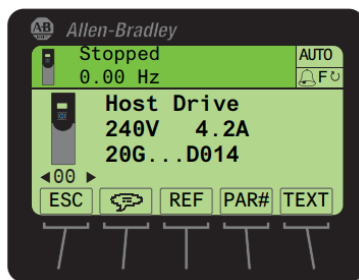 AB Allen-Bradley
Stopped AUTO
0.00 Hz F
Host Drive
240V 4.2A
20G...D014
00
ESC REF PAR# TEXT